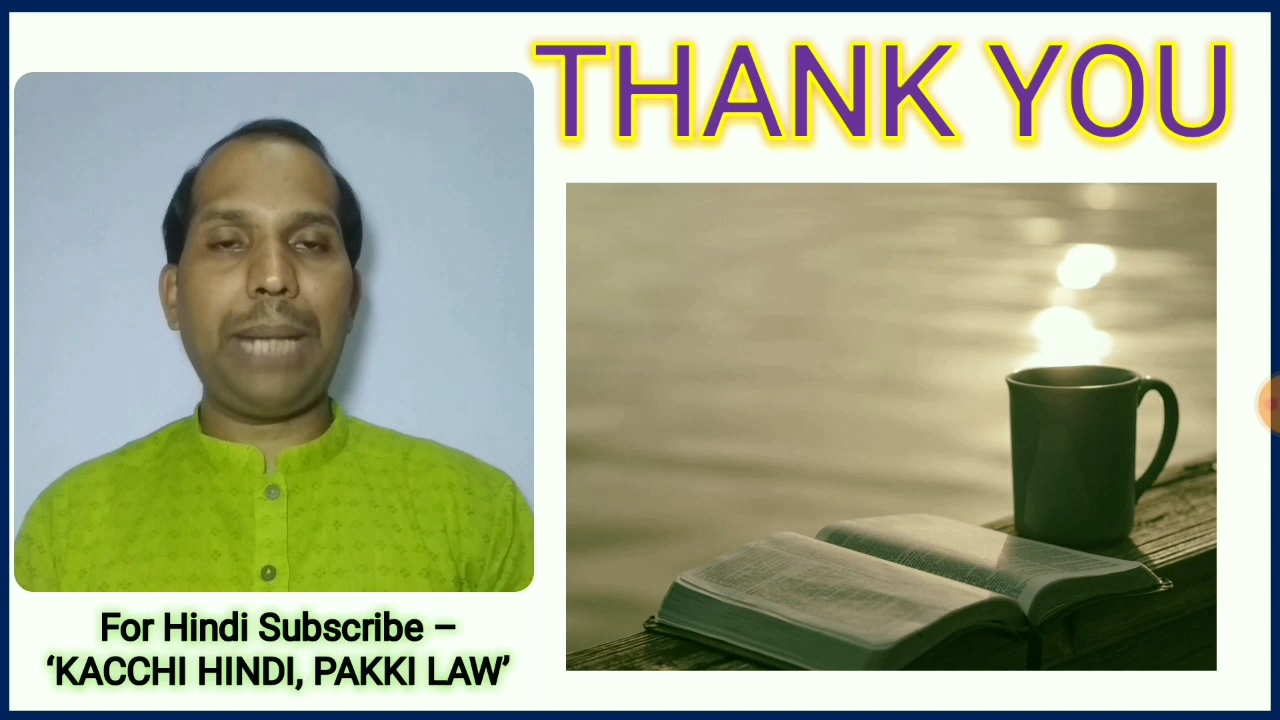 THANK YOU
For Hindi Subscribe –
‘KACCHI HINDI, PAKKI LAW’